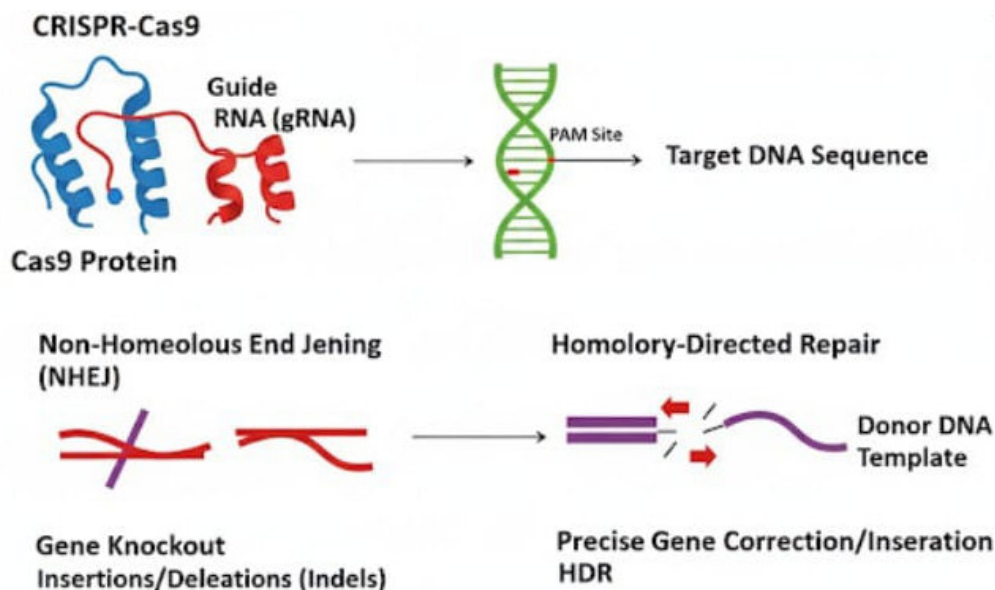 CRISPR-Cas9
Guide
RNA (gRNA)
PAM Site
Target DNA Sequence
Cas9 Protein
Non-Homeolous End Jening
(NHEJ)
Homolory-Directed Repair
Donor DNA
Template
Gene Knockout
Insertions/Deleations (Indels)
Precise Gene Correction/Inseration
HDR